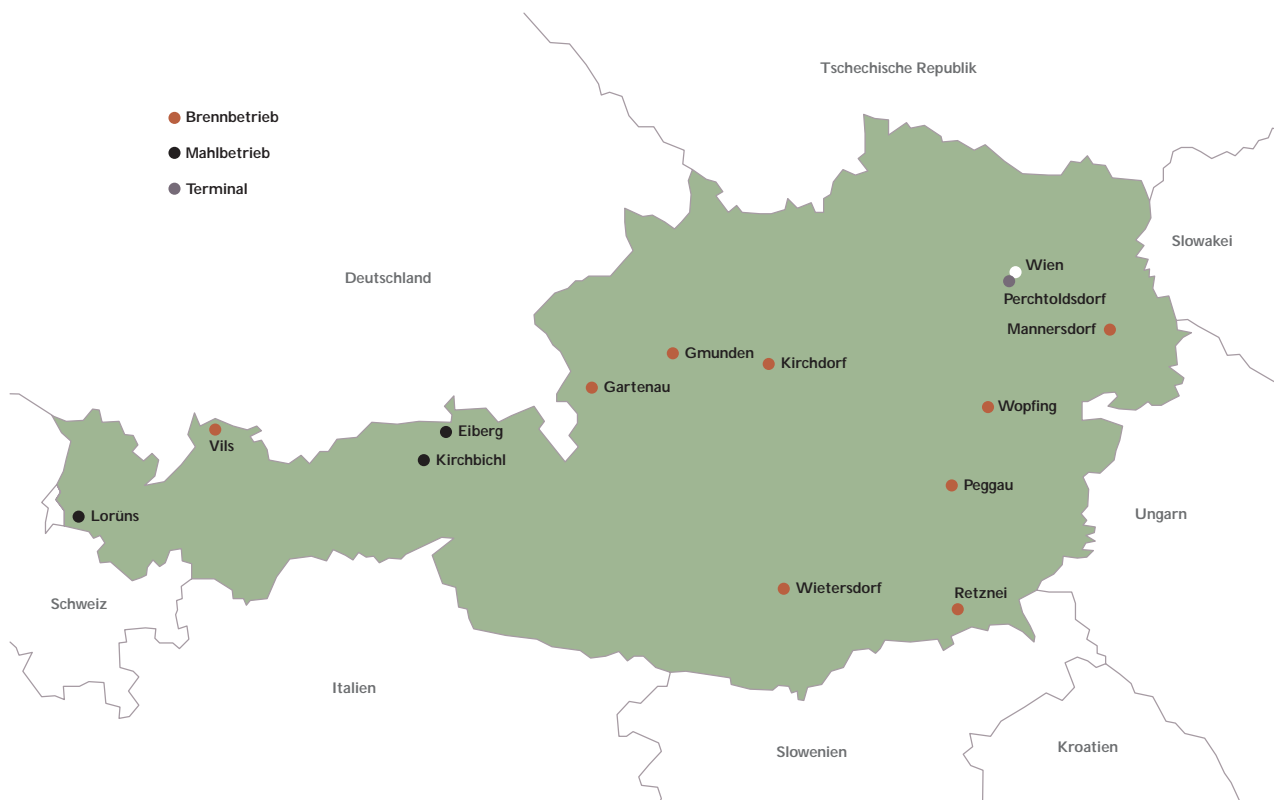 Tschechische Republik
Brennbetrieb
Mahlbetrieb
Terminal
Slowakei
Deutschland
Wien
Perchtoldsdorf
Mannersdorf
Gmunden
Kirchdorf
Gartenau
Wopfing
Eiberg
Vils
Kirchbichl
Peggau
Lorüns
Ungarn
Wietersdorf
Retznei
Schweiz
Italien
Slowenien
Kroatien